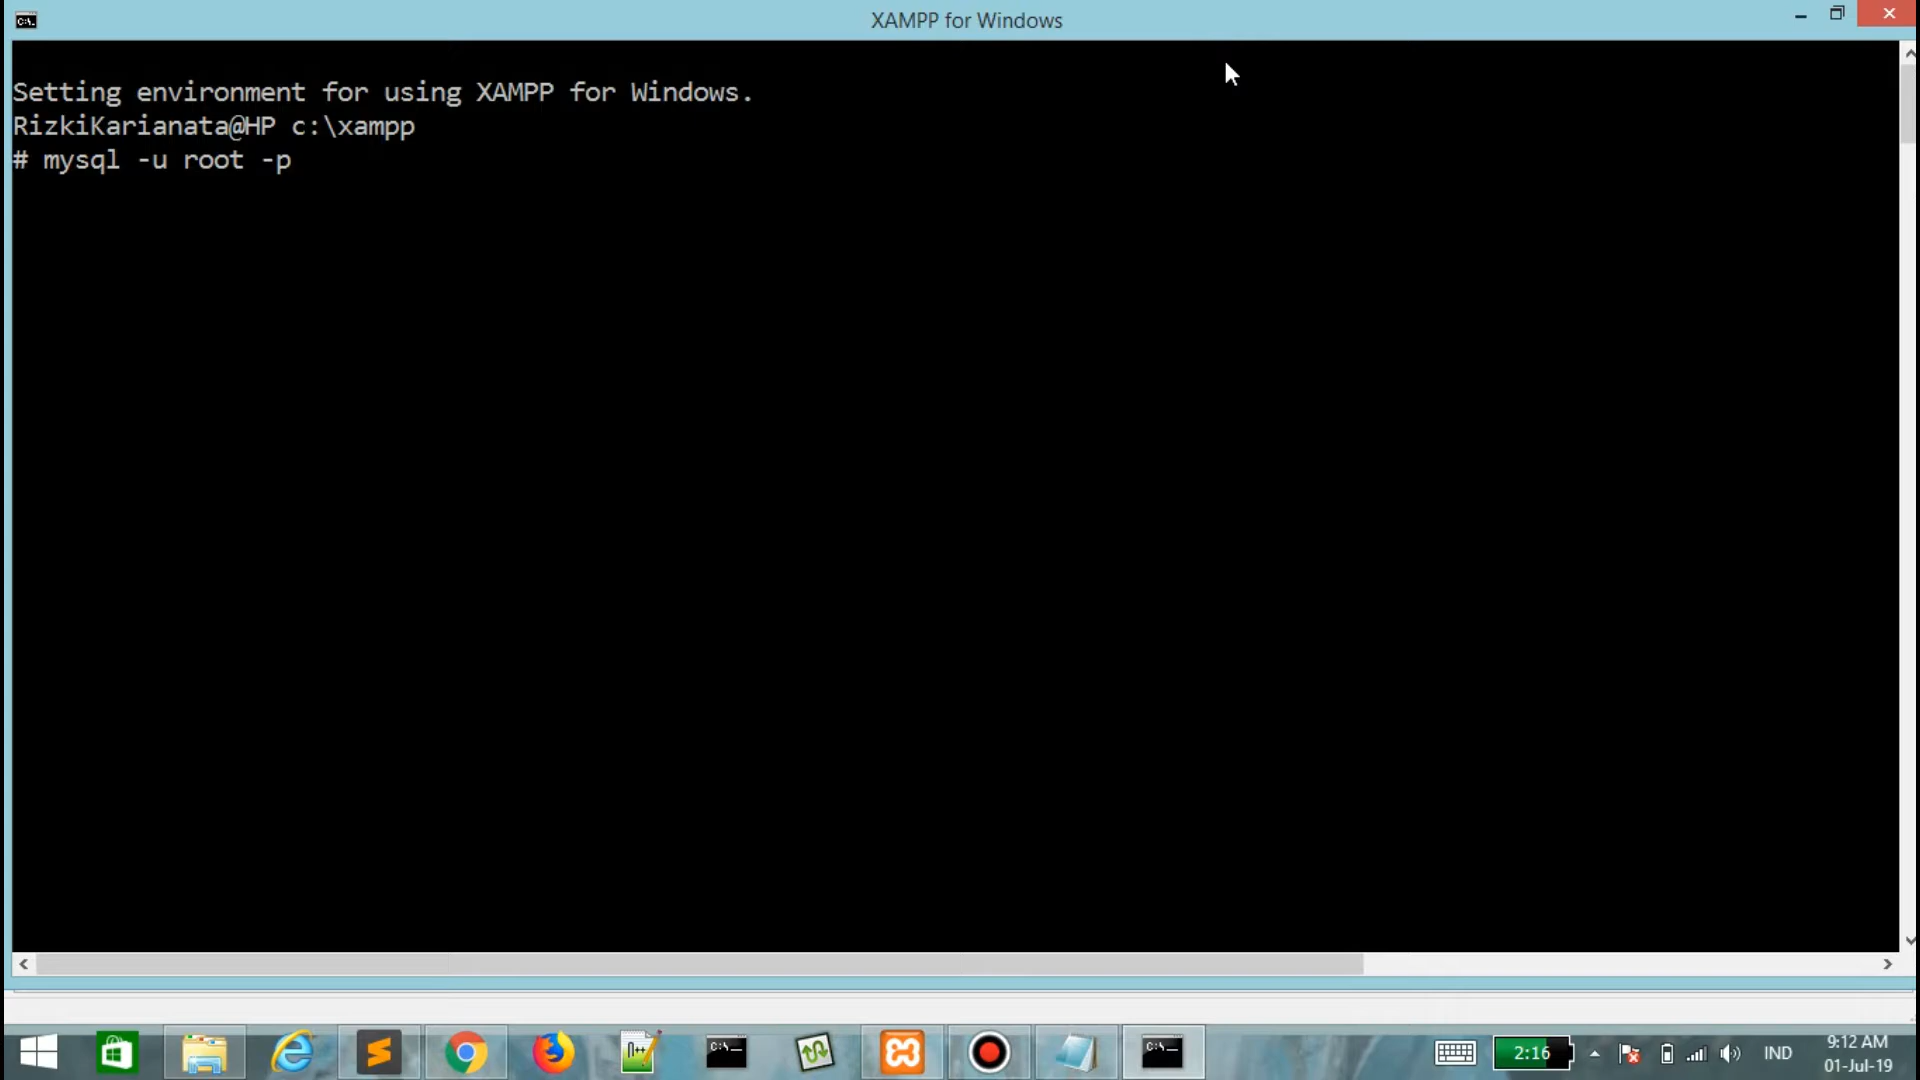 XAMPP for Windows
Setting environment for using XAMPP for Windows.
RizkiKarianata@HP c:\xampp
# mysql -u root -p
2:16
IND
9:12 AM
01-Jul-19